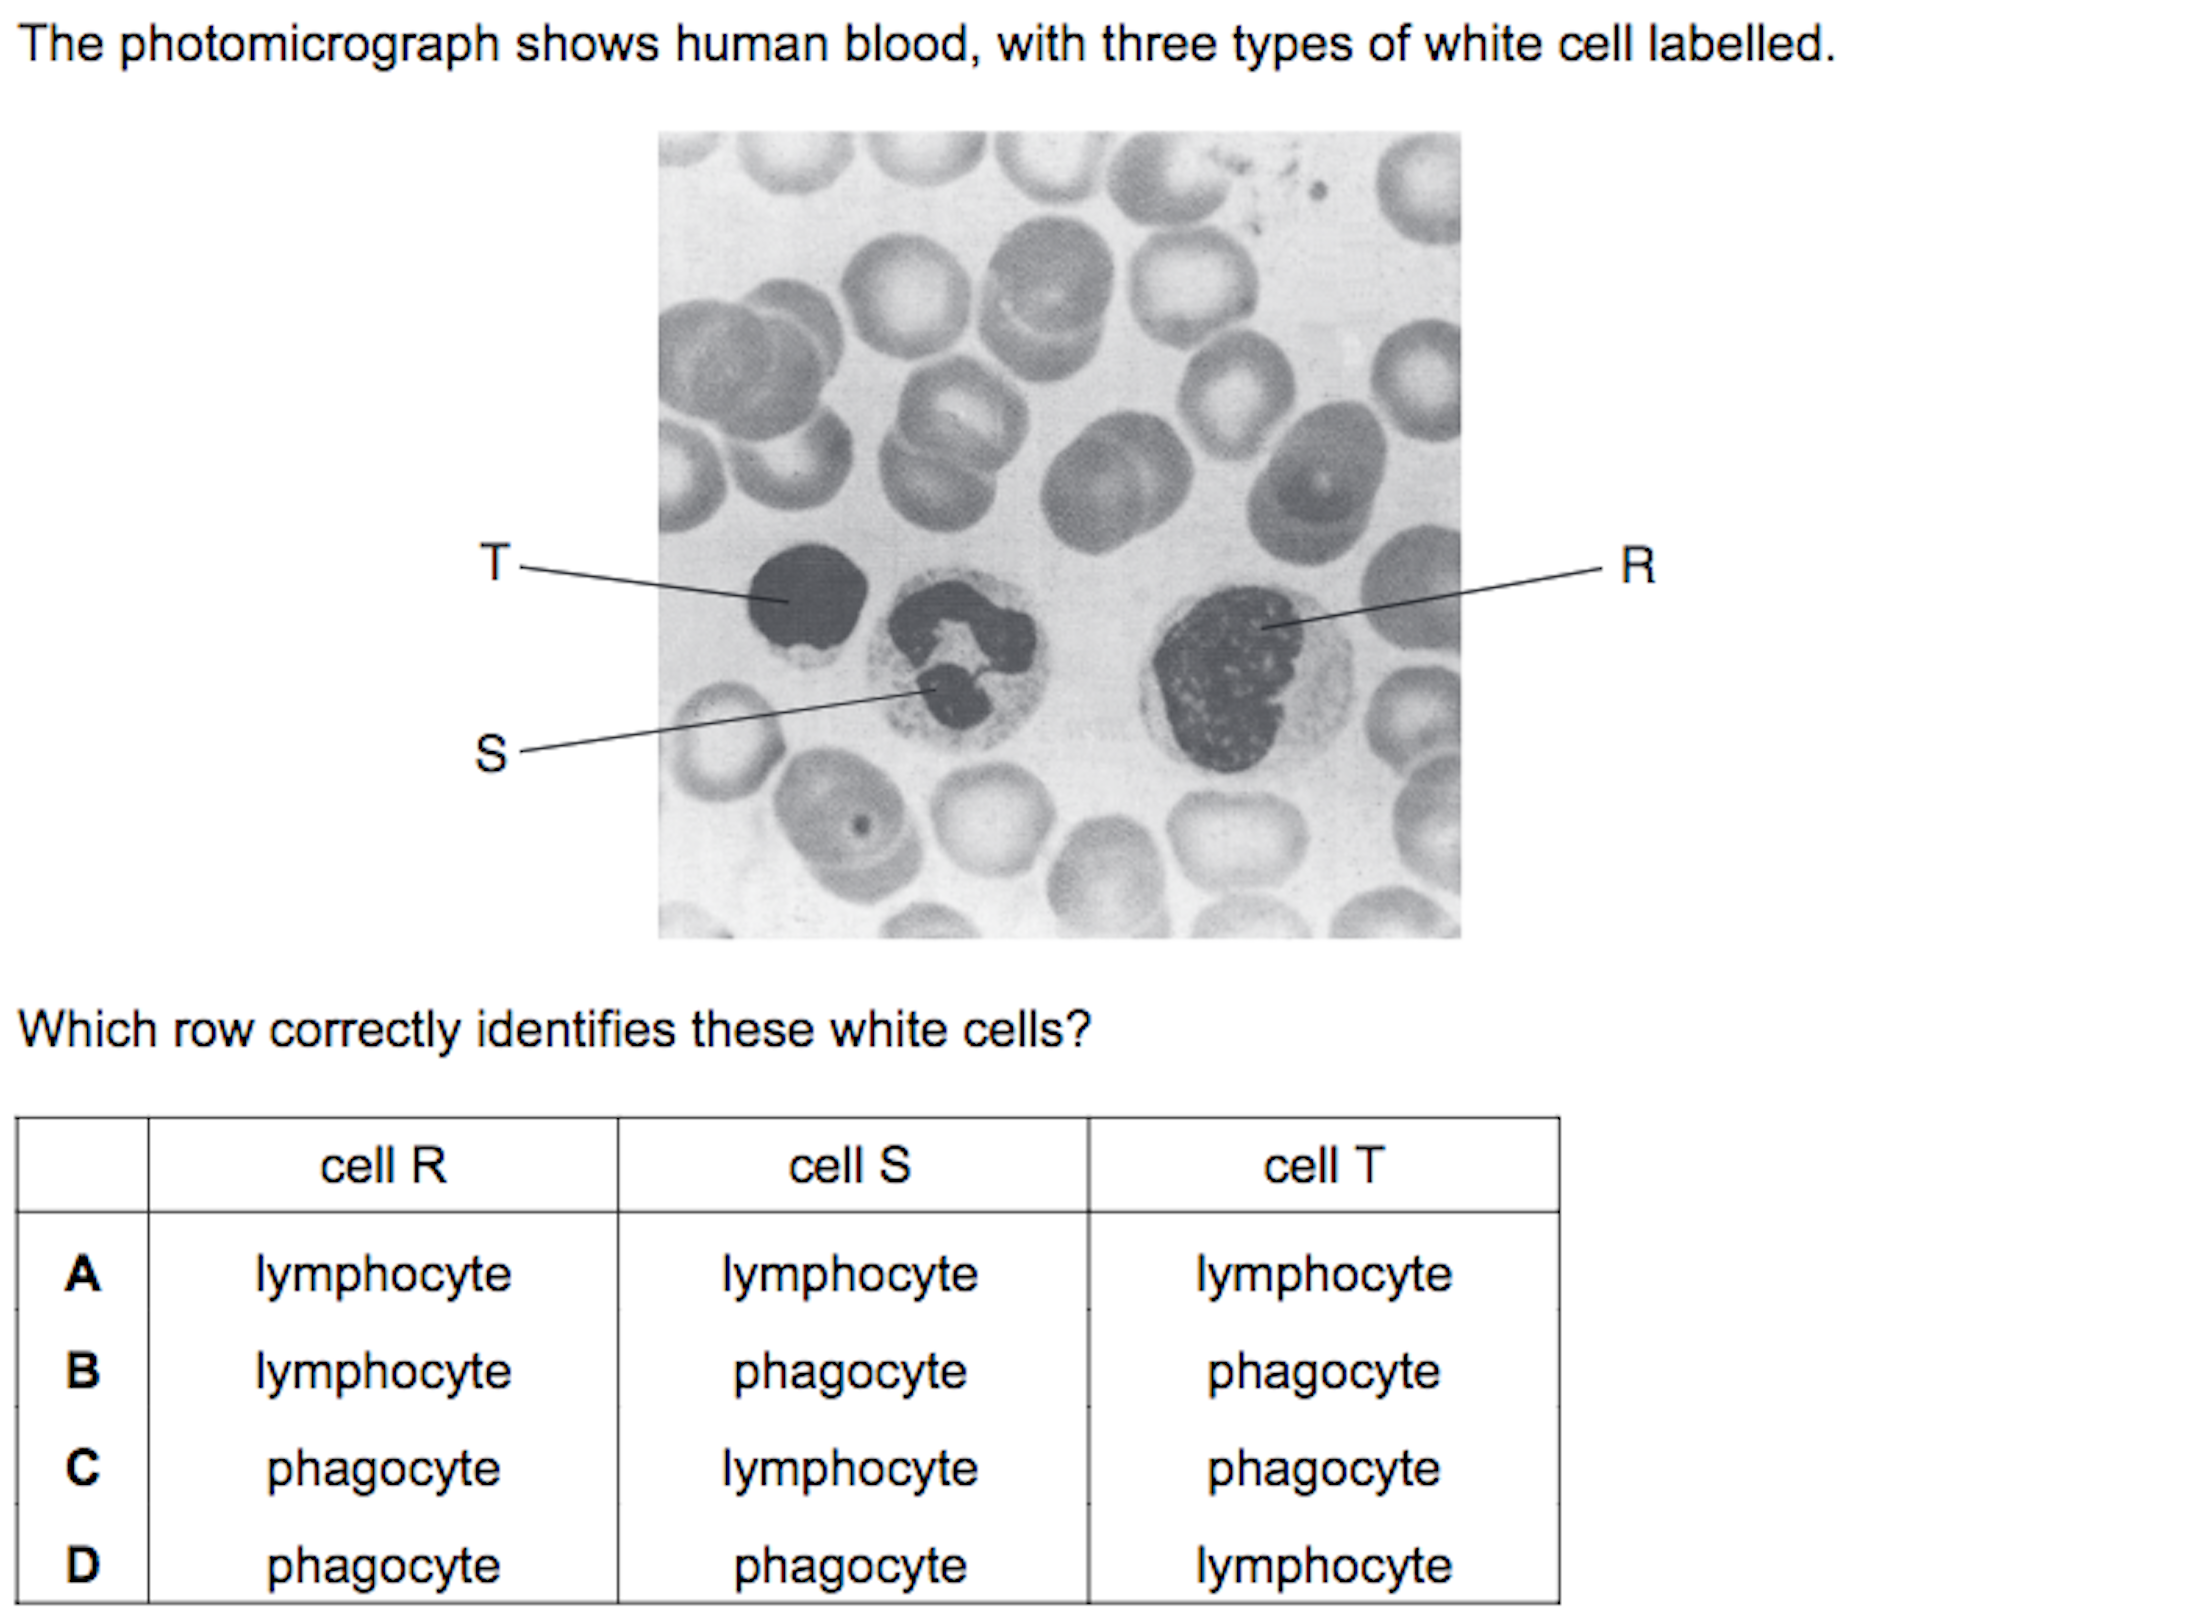 The photomicrograph shows human blood, with three types of white cell labelled.
T
R
S
Which row correctly identifies these white cells?
cell R cell S cell T
A lymphocyte lymphocyte lymphocyte
B lymphocyte phagocyte phagocyte
C phagocyte lymphocyte phagocyte
D phagocyte phagocyte lymphocyte